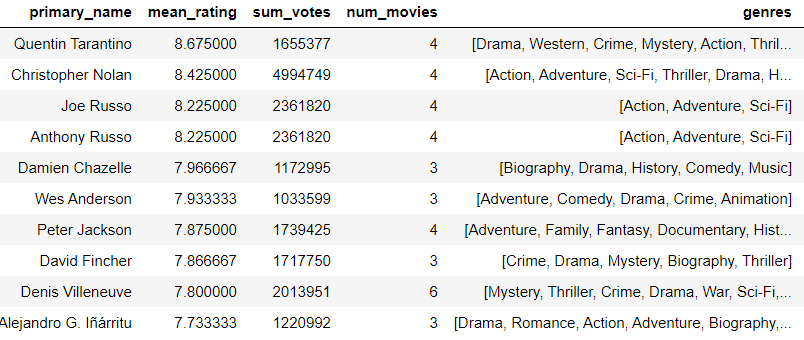 primary_name mean_rating sum_votes num_movies genres
Quentin Tarantino 8.675000 1655377 4 [Drama, Western, Crime, Mystery, Action, Thril...
Christopher Nolan 8.425000 4994749 4 [Action, Adventure, Sci-Fi, Thriller, Drama, H...
Joe Russo 8.225000 2361820 4 [Action, Adventure, Sci-Fi]
Anthony Russo 8.225000 2361820 4 [Action, Adventure, Sci-Fi]
Damien Chazelle 7.966667 1172995 3 [Biography, Drama, History, Comedy, Music]
Wes Anderson 7.933333 1033599 3 [Adventure, Comedy, Drama, Crime, Animation]
Peter Jackson 7.875000 1739425 4 [Adventure, Family, Fantasy, Documentary, Hist...
David Fincher 7.866667 1717750 3 [Crime, Drama, Mystery, Biography, Thriller]
Denis Villeneuve 7.800000 2013951 6 [Mystery, Thriller, Crime, Drama, War, Sci-Fi,...
Alejandro G. Iñárritu 7.733333 1220992 3 [Drama, Romance, Action, Adventure, Biography,...